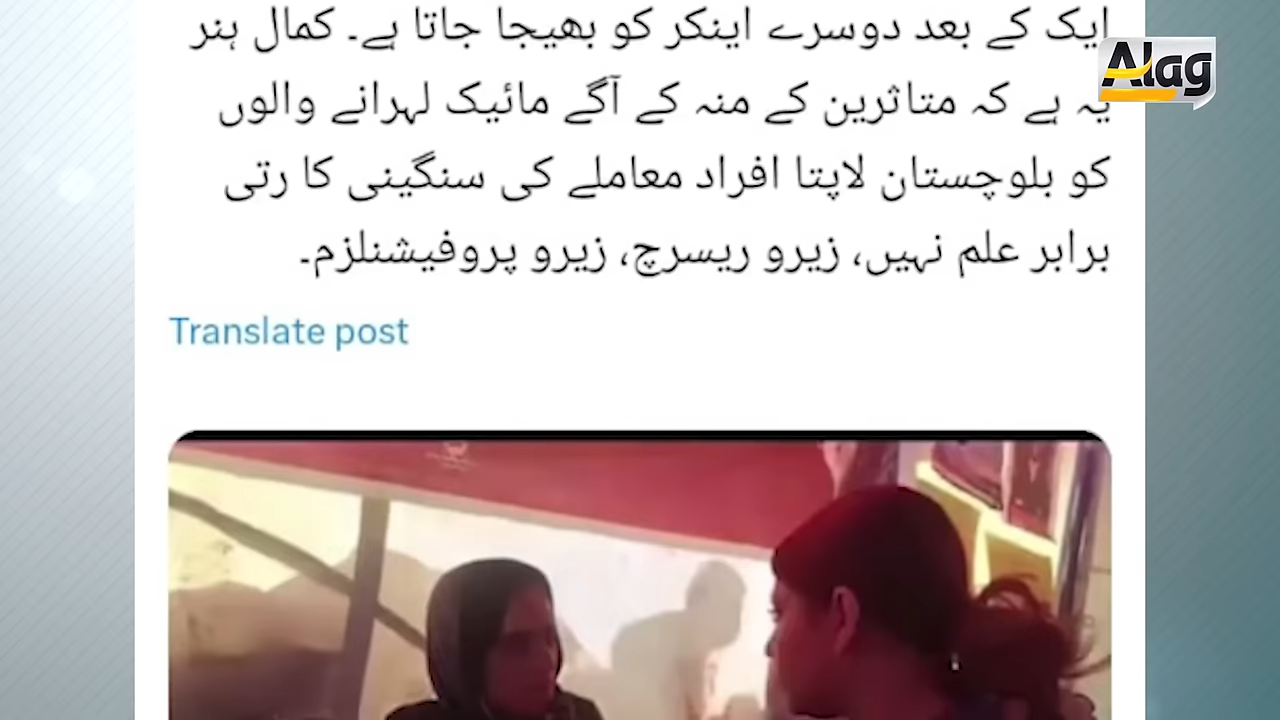 ایک کے بعد دوسرے اینکر کو بھیجا جاتا ہے۔ کمال ہنر
یہ ہے کہ متاثرین کے منہ کے آگے مائیک لہرانے والوں
کو بلوچستان لاپتا افراد معاملے کی سنگینی کا رتی
برابر علم نہیں، زیرو ریسرچ، زیرو پروفیشنلزم۔
Translate post
Alag